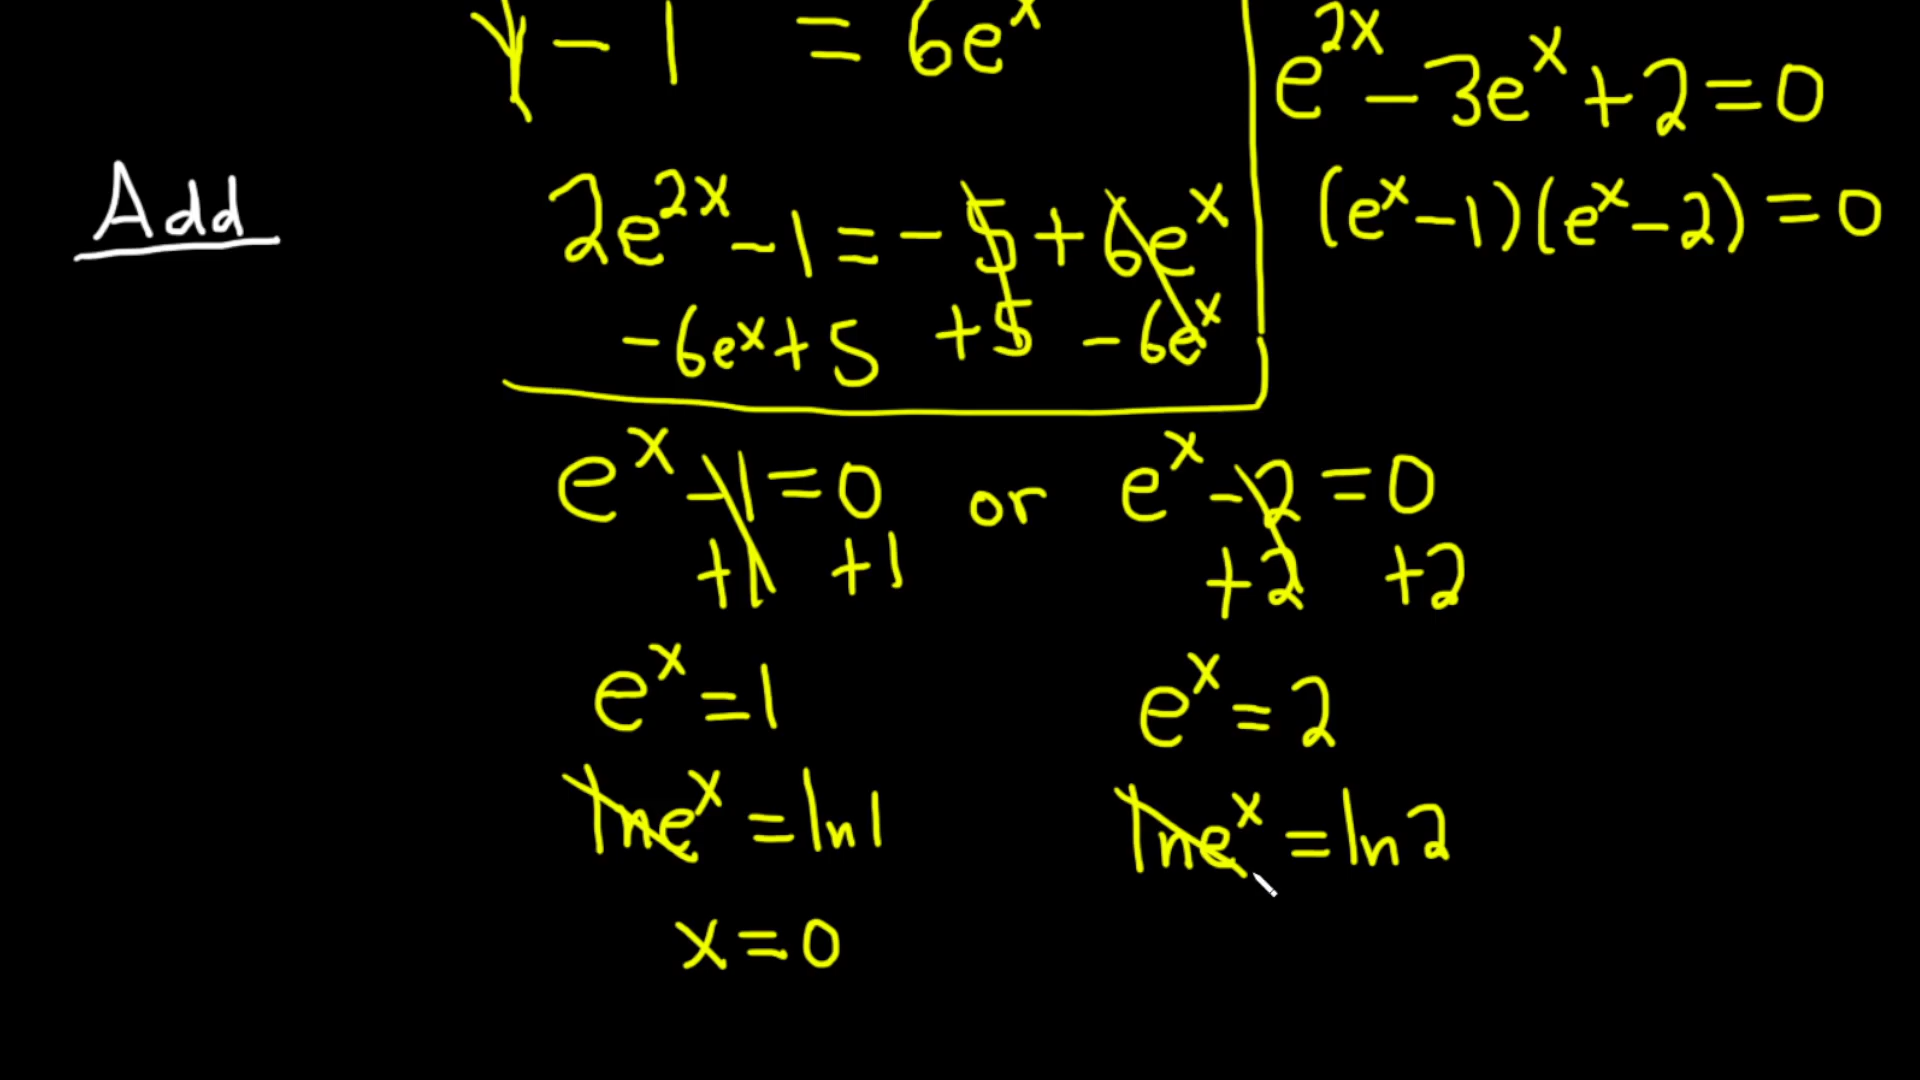 y - 1 = 6e^x
e^2x - 3e^x + 2 = 0
(e^x - 1)(e^x - 2) = 0
Add
2e^2x - 1 = - 5 + 6e^x
- 6e^x + 5 + 5 - 6e^x
e^x - 1 = 0 or e^x - 2 = 0
+1 +1 +2 +2
e^x = 1 e^x = 2
ln e^x = ln 1 ln e^x = ln 2
x = 0